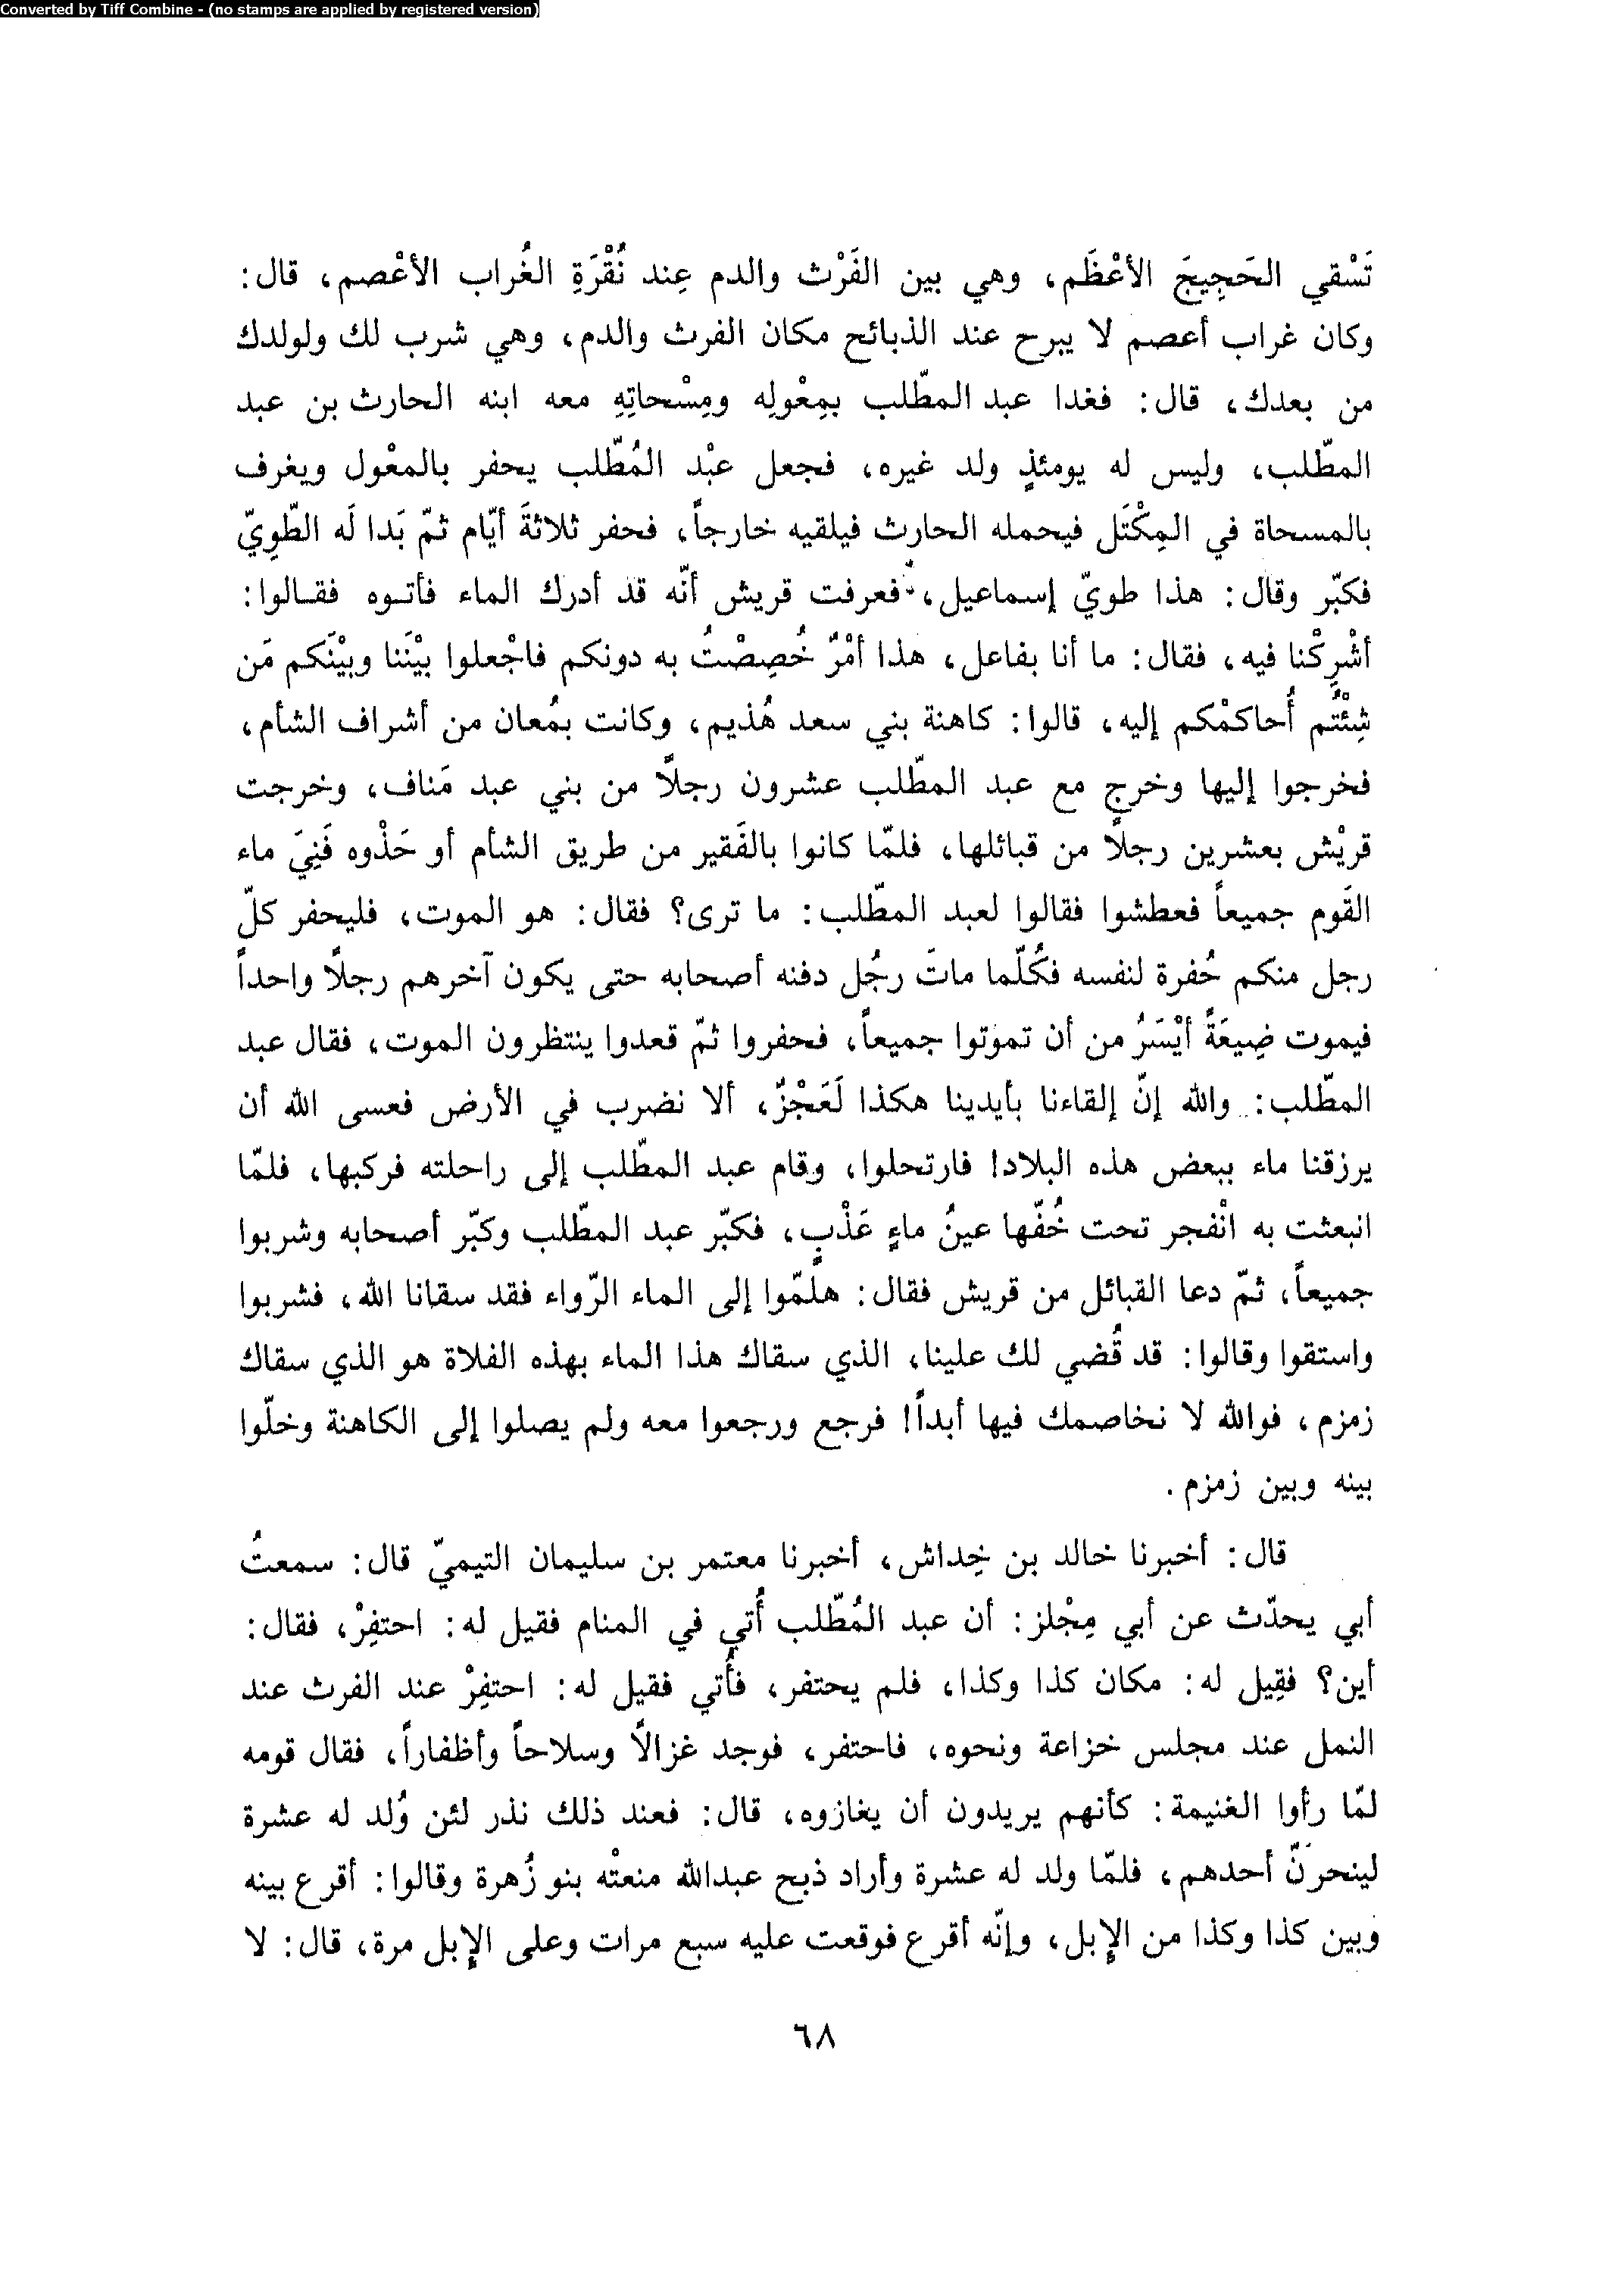 Converted by Tiff Combine - (no stamps are applied by registered version)
تَسْقي الحَجِيجَ الأعْظَم، وهي بين الفَرْث والدم عِند نُقْرَةِ الغُراب الأعْصم، قال:
وكان غراب أعصم لا يبرح عند الذبائح مكان الفرث والدم، وهي شرب لك ولولدك
من بعدك، قال: فغدا عبد المطّلب بمِعْولِه ومِسْحاتِهِ معه ابنه الحارث بن عبد
المطّلب، وليس له يومئذٍ ولد غيره، فجعل عبْد المُطّلب يحفر بالمعْول ويغرف
بالمسحاة في المِكْتَل فيحمله الحارث فيلقيه خارجاً، فحفر ثلاثةَ أيّام ثمّ بَدا لَه الطّوِيّ
فكبّر وقال: هذا طويّ إسماعيل، فعرفت قريش أنّه قد أدرك الماء فأتوه فقالوا:
أشْرِكْنا فيه، فقال: ما أنا بفاعل، هذا أمْرٌ خُصِصْتُ به دونكم فاجْعلوا بيْنَنا وبيْنَكم مَن
شِئْتُم أُحاكمْكم إليه، قالوا: كاهنة بني سعد هُذيم، وكانت بمُعان من أشراف الشأم،
فخرجوا إليها وخرج مع عبد المطّلب عشرون رجلاً من بني عبد مَناف، وخرجت
قريْش بعشرين رجلاً من قبائلها، فلمّا كانوا بالفَقير من طريق الشأم أو حَذْوه فَنِيَ ماء
القَوم جميعاً فعطشوا فقالوا لعبد المطّلب: ما ترى؟ فقال: هو الموت، فليحفر كلّ
رجل منكم حُفرة لنفسه فكُلّما ماتَ رجُل دفنه أصحابه حتى يكون آخرهم رجلاً واحداً
فيموت ضِيعَةً أيْسَرُ من أن تموتوا جميعاً، فحفروا ثمّ قعدوا ينتظرون الموت، فقال عبد
المطّلب: والله إنّ إلقاءنا بأيدينا هكذا لَعَجْزٌ، ألا نضرب في الأرض فعسى الله أن
يرزقنا ماء ببعض هذه البلاد! فارتحلوا، وقام عبد المطّلب إلى راحلته فركبها، فلمّا
انبعثت به انْفجر تحت خُفّها عينُ ماءٍ عَذْبٍ، فكبّر عبد المطّلب وكبّر أصحابه وشربوا
جميعاً، ثمّ دعا القبائل من قريش فقال: هلمّوا إلى الماء الرّواء فقد سقانا الله، فشربوا
واستقوا وقالوا: قد قُضي لك علينا، الذي سقاك هذا الماء بهذه الفلاة هو الذي سقاك
زمزم، فوالله لا نخاصمك فيها أبداً! فرجع ورجعوا معه ولم يصلوا إلى الكاهنة وخلّوا
بينه وبين زمزم.
قال: أخبرنا خالد بن خِداش، أخبرنا معتمر بن سليمان التيميّ قال: سمعتُ
أبي يحدّث عن أبي مِجْلز: أن عبد المُطّلب أُتي في المنام فقيل له: احتفِرْ، فقال:
أين؟ فقِيل له: مكان كذا وكذا، فلم يحتفر، فأُتي فقيل له: احتفِرْ عند الفرث عند
النمل عند مجلس خزاعة ونحوه، فاحتفر، فوجد غزالاً وسلاحاً وأظفاراً، فقال قومه
لمّا رأوا الغنيمة: كأنهم يريدون أن يغازوه، قال: فعند ذلك نذر لئن وُلد له عشرة
لينحرَنّ أحدهم، فلمّا ولد له عشرة وأراد ذبح عبدالله منعتْه بنو زُهرة وقالوا: أقرع بينه
وبين كذا وكذا من الإبل، وإنّه أقرع فوقعت عليه سبع مرات وعلى الإبل مرة، قال: لا
٦٨